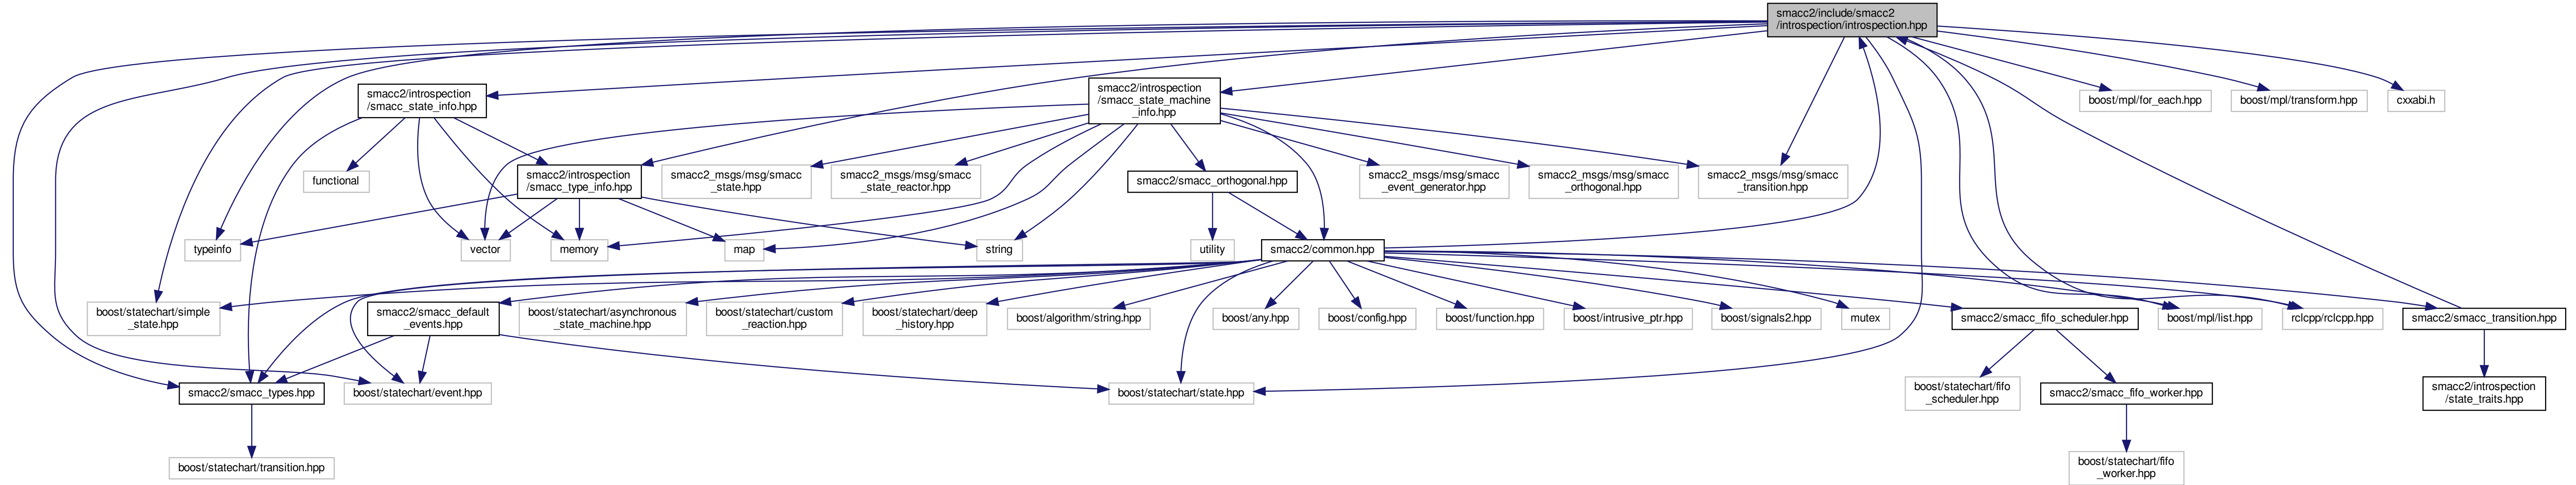 smacc2/include/smacc2
/introspection/introspection.hpp
smacc2/introspection
/smacc_state_info.hpp
smacc2/introspection
/smacc_state_machine
_info.hpp
boost/mpl/for_each.hpp
boost/mpl/transform.hpp
cxxabi.h
functional
smacc2/introspection
/smacc_type_info.hpp
smacc2_msgs/msg/smacc
_state.hpp
smacc2_msgs/msg/smacc
_state_reactor.hpp
smacc2/smacc_orthogonal.hpp
smacc2_msgs/msg/smacc
_event_generator.hpp
smacc2_msgs/msg/smacc
_orthogonal.hpp
smacc2_msgs/msg/smacc
_transition.hpp
typeinfo
vector
memory
map
string
utility
smacc2/common.hpp
boost/statechart/simple
_state.hpp
smacc2/smacc_default
_events.hpp
boost/statechart/asynchronous
_state_machine.hpp
boost/statechart/custom
_reaction.hpp
boost/statechart/deep
_history.hpp
boost/algorithm/string.hpp
boost/any.hpp
boost/config.hpp
boost/function.hpp
boost/intrusive_ptr.hpp
boost/signals2.hpp
mutex
smacc2/smacc_fifo_scheduler.hpp
boost/mpl/list.hpp
rclcpp/rclcpp.hpp
smacc2/smacc_transition.hpp
smacc2/smacc_types.hpp
boost/statechart/event.hpp
boost/statechart/state.hpp
boost/statechart/fifo
_scheduler.hpp
smacc2/smacc_fifo_worker.hpp
smacc2/introspection
/state_traits.hpp
boost/statechart/transition.hpp
boost/statechart/fifo
_worker.hpp